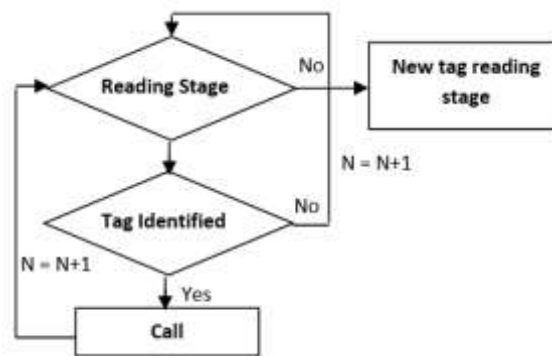 Reading Stage
No
New tag reading
stage
N = N+1
Tag Identified
No
N = N+1
Yes
Call